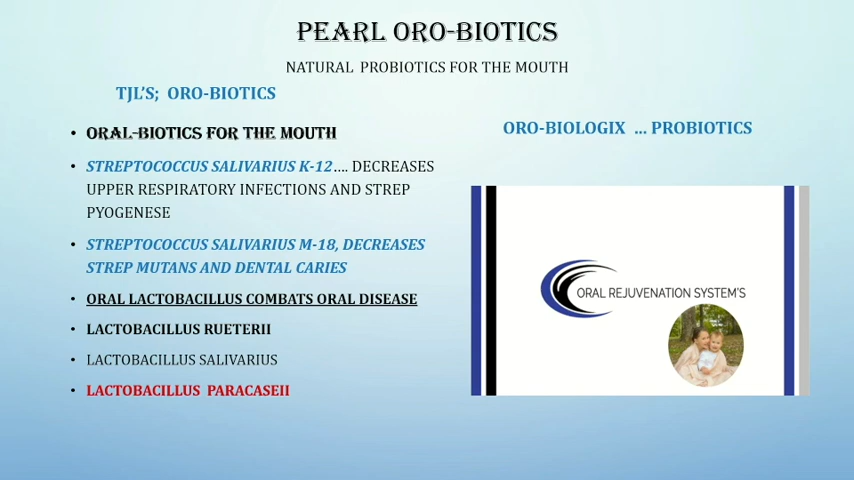 PEARL ORO-BIOTICS
NATURAL PROBIOTICS FOR THE MOUTH
TJL'S; ORO-BIOTICS
• ORAL-BIOTICS FOR THE MOUTH
• STREPTOCOCCUS SALIVARIUS K-12.... DECREASES
UPPER RESPIRATORY INFECTIONS AND STREP
PYOGENESE
• STREPTOCOCCUS SALIVARIUS M-18, DECREASES
STREP MUTANS AND DENTAL CARIES
• ORAL LACTOBACILLUS COMBATS ORAL DISEASE
• LACTOBACILLUS RUETERII
• LACTOBACILLUS SALIVARIUS
• LACTOBACILLUS PARACASEII
ORO-BIOLOGIX ... PROBIOTICS
ORAL REJUVENATION SYSTEM'S